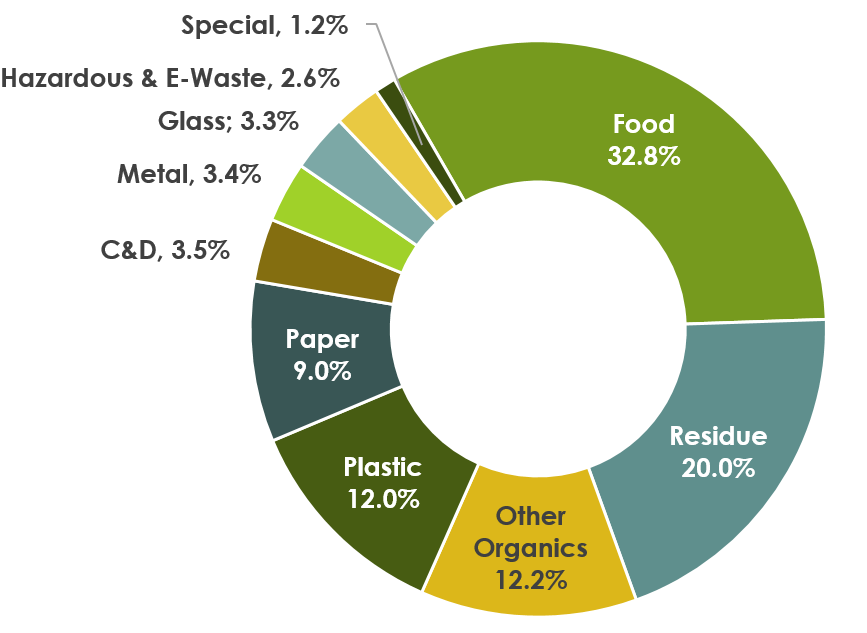 Special, 1.2%
Hazardous & E-Waste, 2.6%
Glass; 3.3%
Metal, 3.4%
C&D, 3.5%
Food
32.8%
Paper
9.0%
Residue
20.0%
Plastic
12.0%
Other
Organics
12.2%